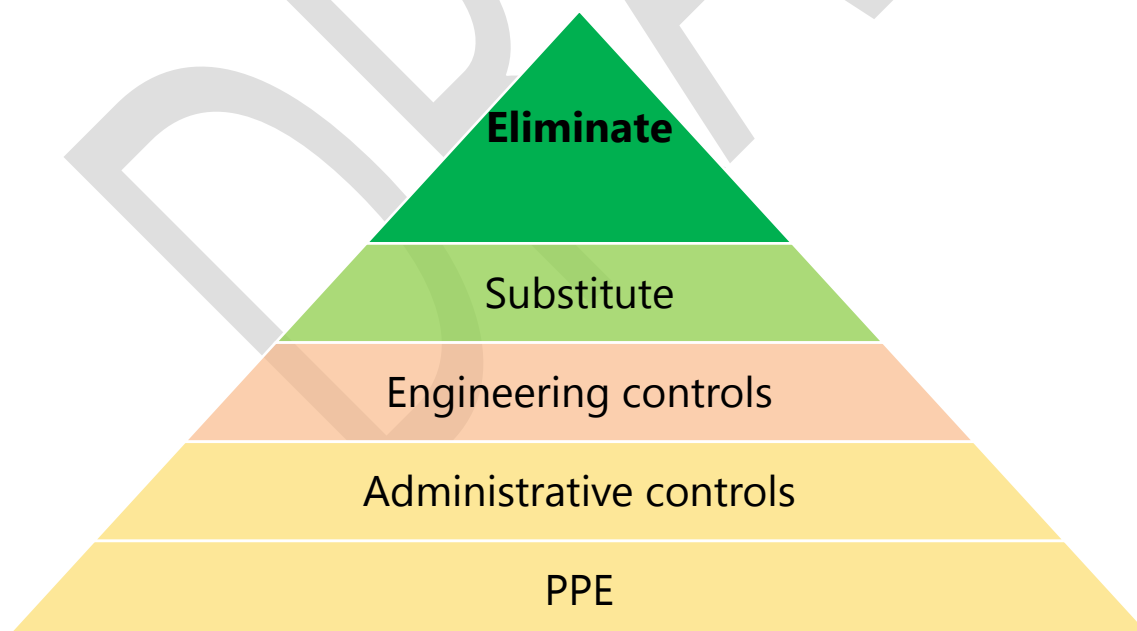 Eliminate
Substitute
Engineering controls
Administrative controls
PPE